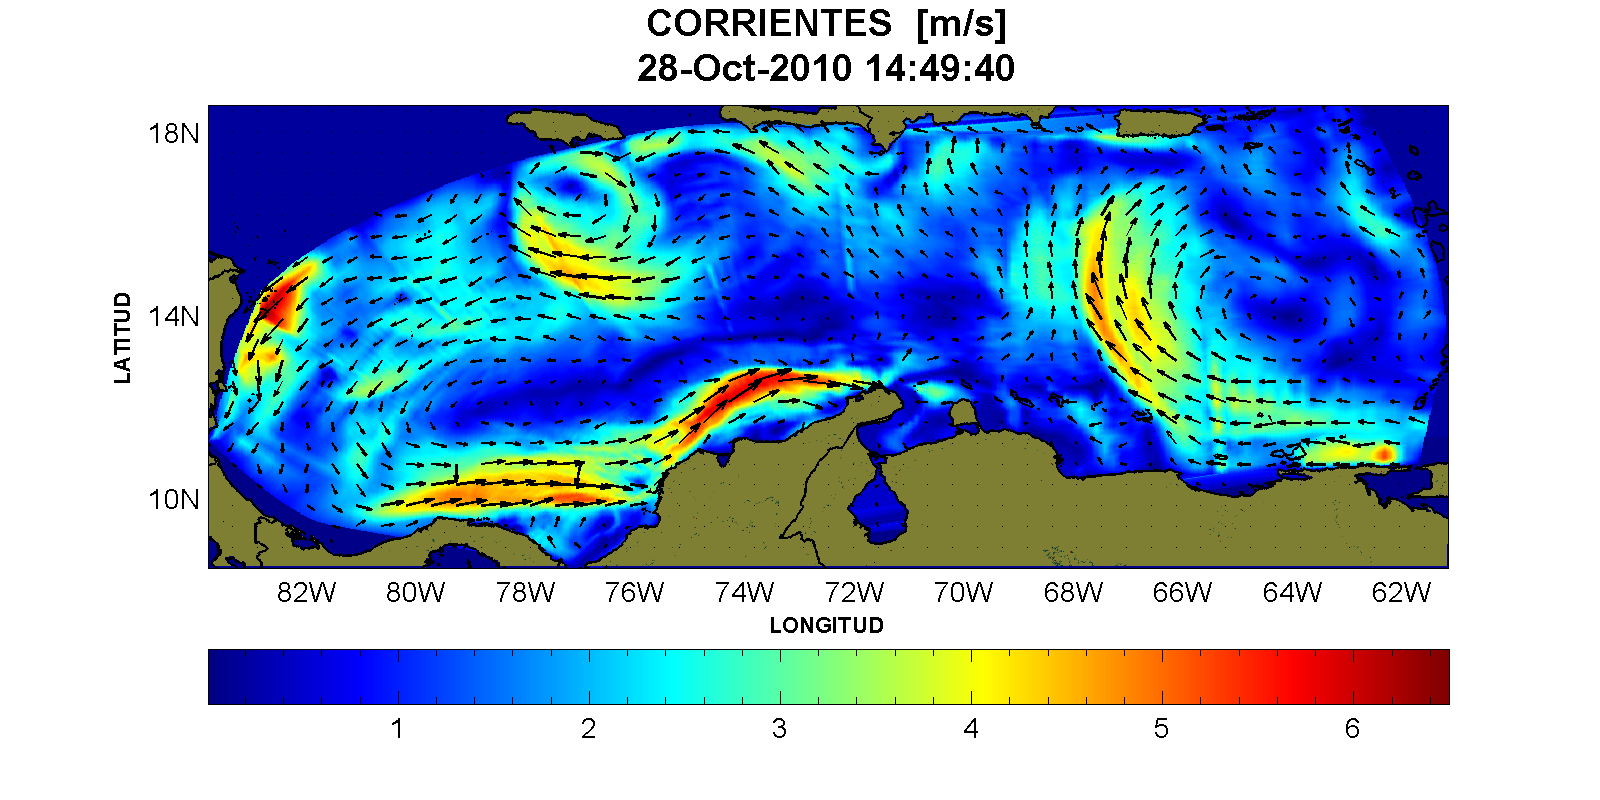 CORRIENTES [m/s]
28-Oct-2010 14:49:40
18N
14N
10N
LATITUD
82W 80W 78W 76W 74W 72W 70W 68W 66W 64W 62W
LONGITUD
1 2 3 4 5 6